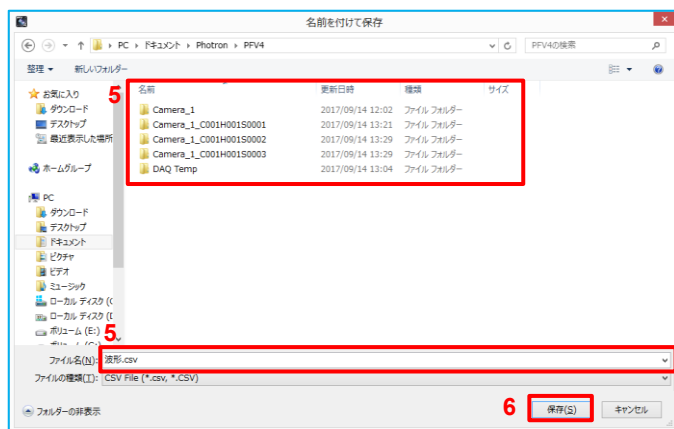 名前を付けて保存
PC ▸ ドキュメント ▸ Photron ▸ PFV4
PFV4の検索
整理 新しいフォルダー
5
名前 更新日時 種類 サイズ
お気に入り
ダウンロード
デスクトップ
最近表示した場所
Camera_1 2017/09/14 12:02 ファイル フォルダー
Camera_1_C001H001S0001 2017/09/14 13:21 ファイル フォルダー
Camera_1_C001H001S0002 2017/09/14 13:29 ファイル フォルダー
Camera_1_C001H001S0003 2017/09/14 13:29 ファイル フォルダー
DAQ Temp 2017/09/14 13:04 ファイル フォルダー
ホームグループ
PC
ダウンロード
デスクトップ
ドキュメント
ピクチャ
ビデオ
ミュージック
ローカル ディスク (C
ローカル ディスク (D
ボリューム (E:)
5
ファイル名(N): 波形.csv
ファイルの種類(T): CSV File (*.csv, *.CSV)
フォルダーの非表示
6
保存(S) キャンセル